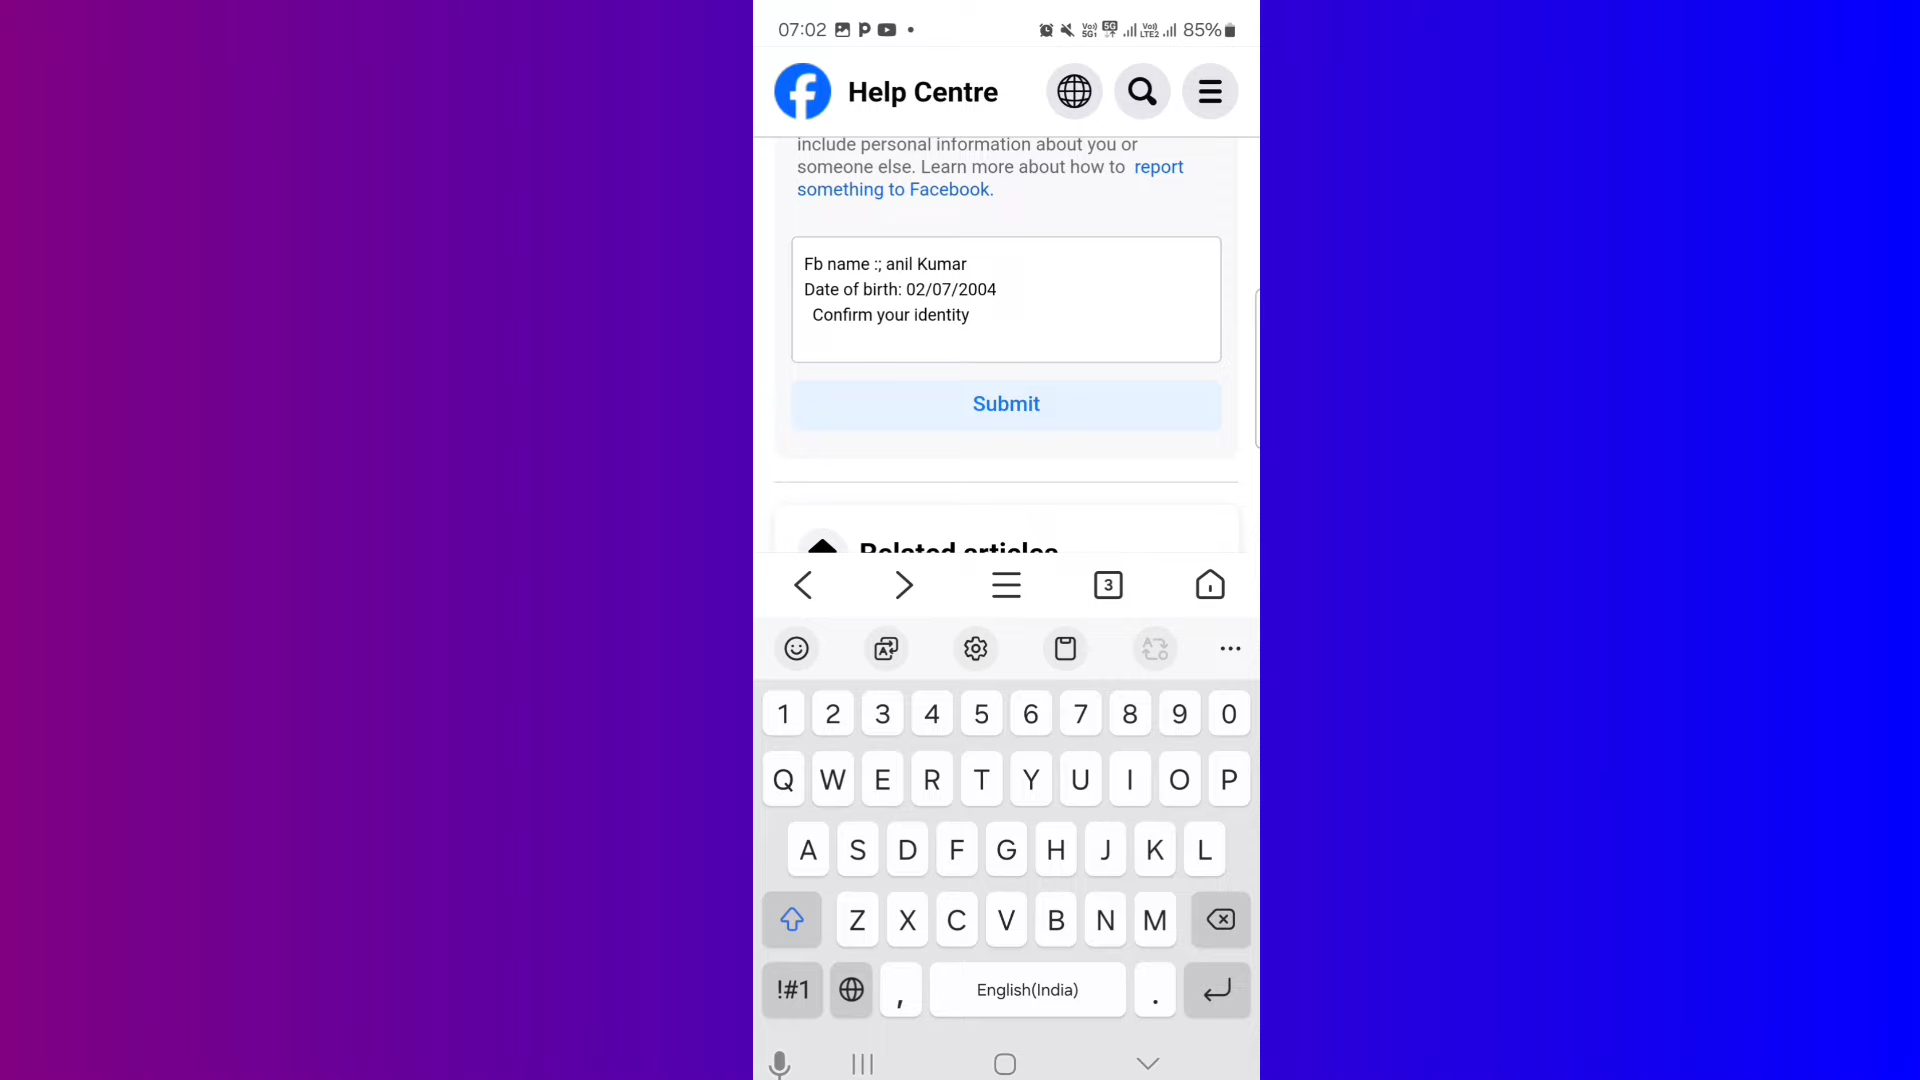 07:02 85%
Help Centre
include personal information about you or
someone else. Learn more about how to report
something to Facebook.
Fb name :; anil Kumar
Date of birth: 02/07/2004
Confirm your identity
Submit
Related articles
3
1 2 3 4 5 6 7 8 9 0
Q W E R T Y U I O P
A S D F G H J K L
Z X C V B N M
!#1 , English(India) .